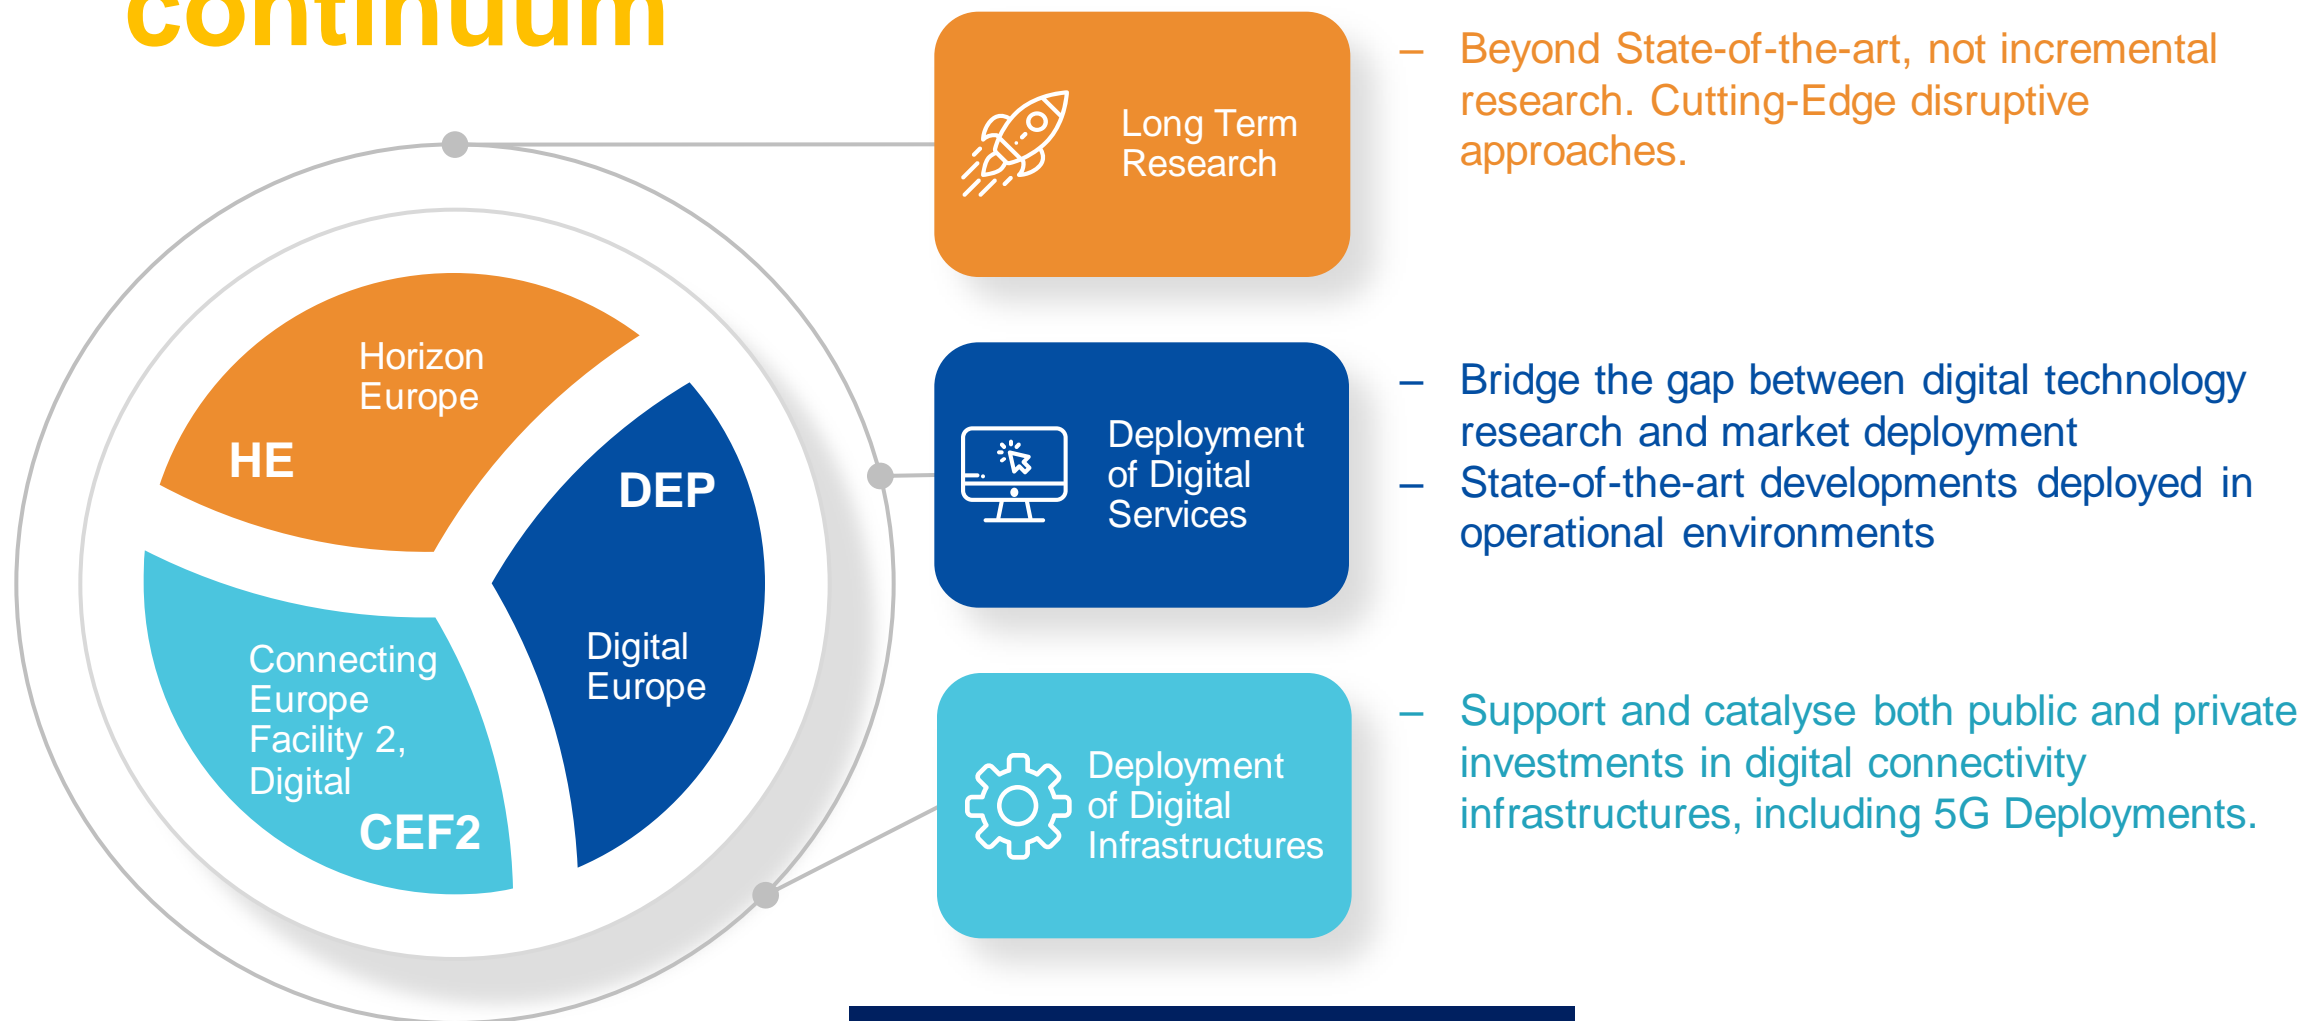 continuum
Horizon
Europe
HE
DEP
Digital
Europe
Connecting
Europe
Facility 2,
Digital
CEF2
Long Term
Research
– Beyond State-of-the-art, not incremental
research. Cutting-Edge disruptive
approaches.
Deployment
of Digital
Services
– Bridge the gap between digital technology
research and market deployment
– State-of-the-art developments deployed in
operational environments
Deployment
of Digital
Infrastructures
– Support and catalyse both public and private
investments in digital connectivity
infrastructures, including 5G Deployments.